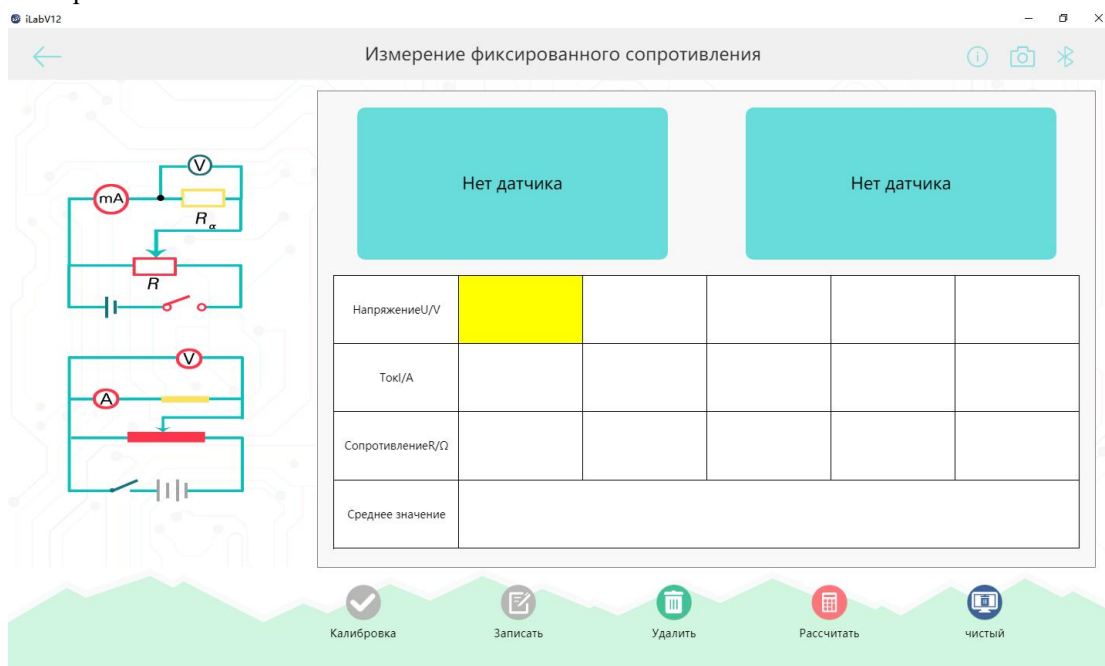 iLabV12
Измерение фиксированного сопротивления
V
mA
Rα
R
V
A
Нет датчика
Нет датчика
НапряжениеU/V
ТокI/A
СопротивлениеR/Ω
Среднее значение
Калибровка
Записать
Удалить
Рассчитать
чистый